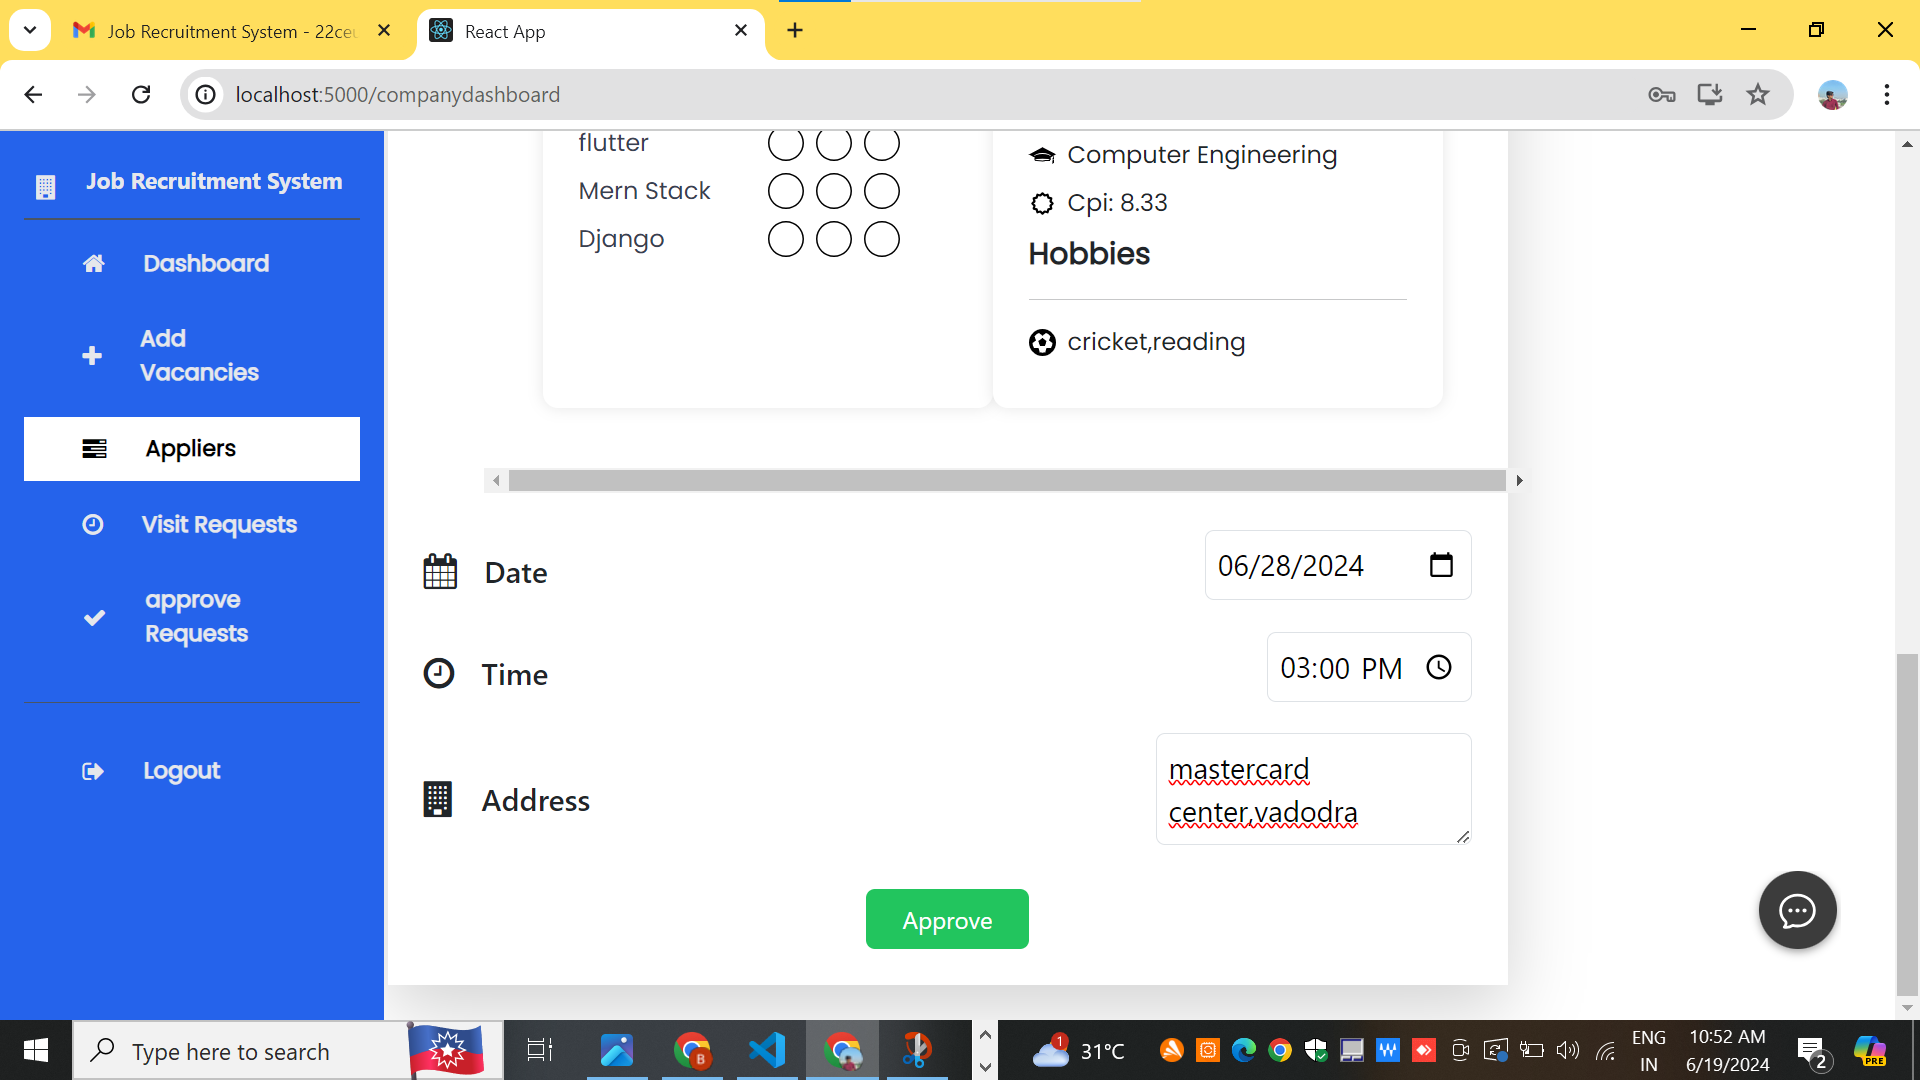 Job Recruitment System - 22ceu
React App
localhost:5000/companydashboard
Job Recruitment System
Dashboard
Add
Vacancies
Appliers
Visit Requests
approve
Requests
Logout
flutter
Mern Stack
Django
Computer Engineering
Cpi: 8.33
Hobbies
cricket,reading
Date
06/28/2024
Time
03:00 PM
Address
mastercard
center,vadodra
Approve
Type here to search
B
1
31°C
ENG
IN
10:52 AM
6/19/2024
2
PRE